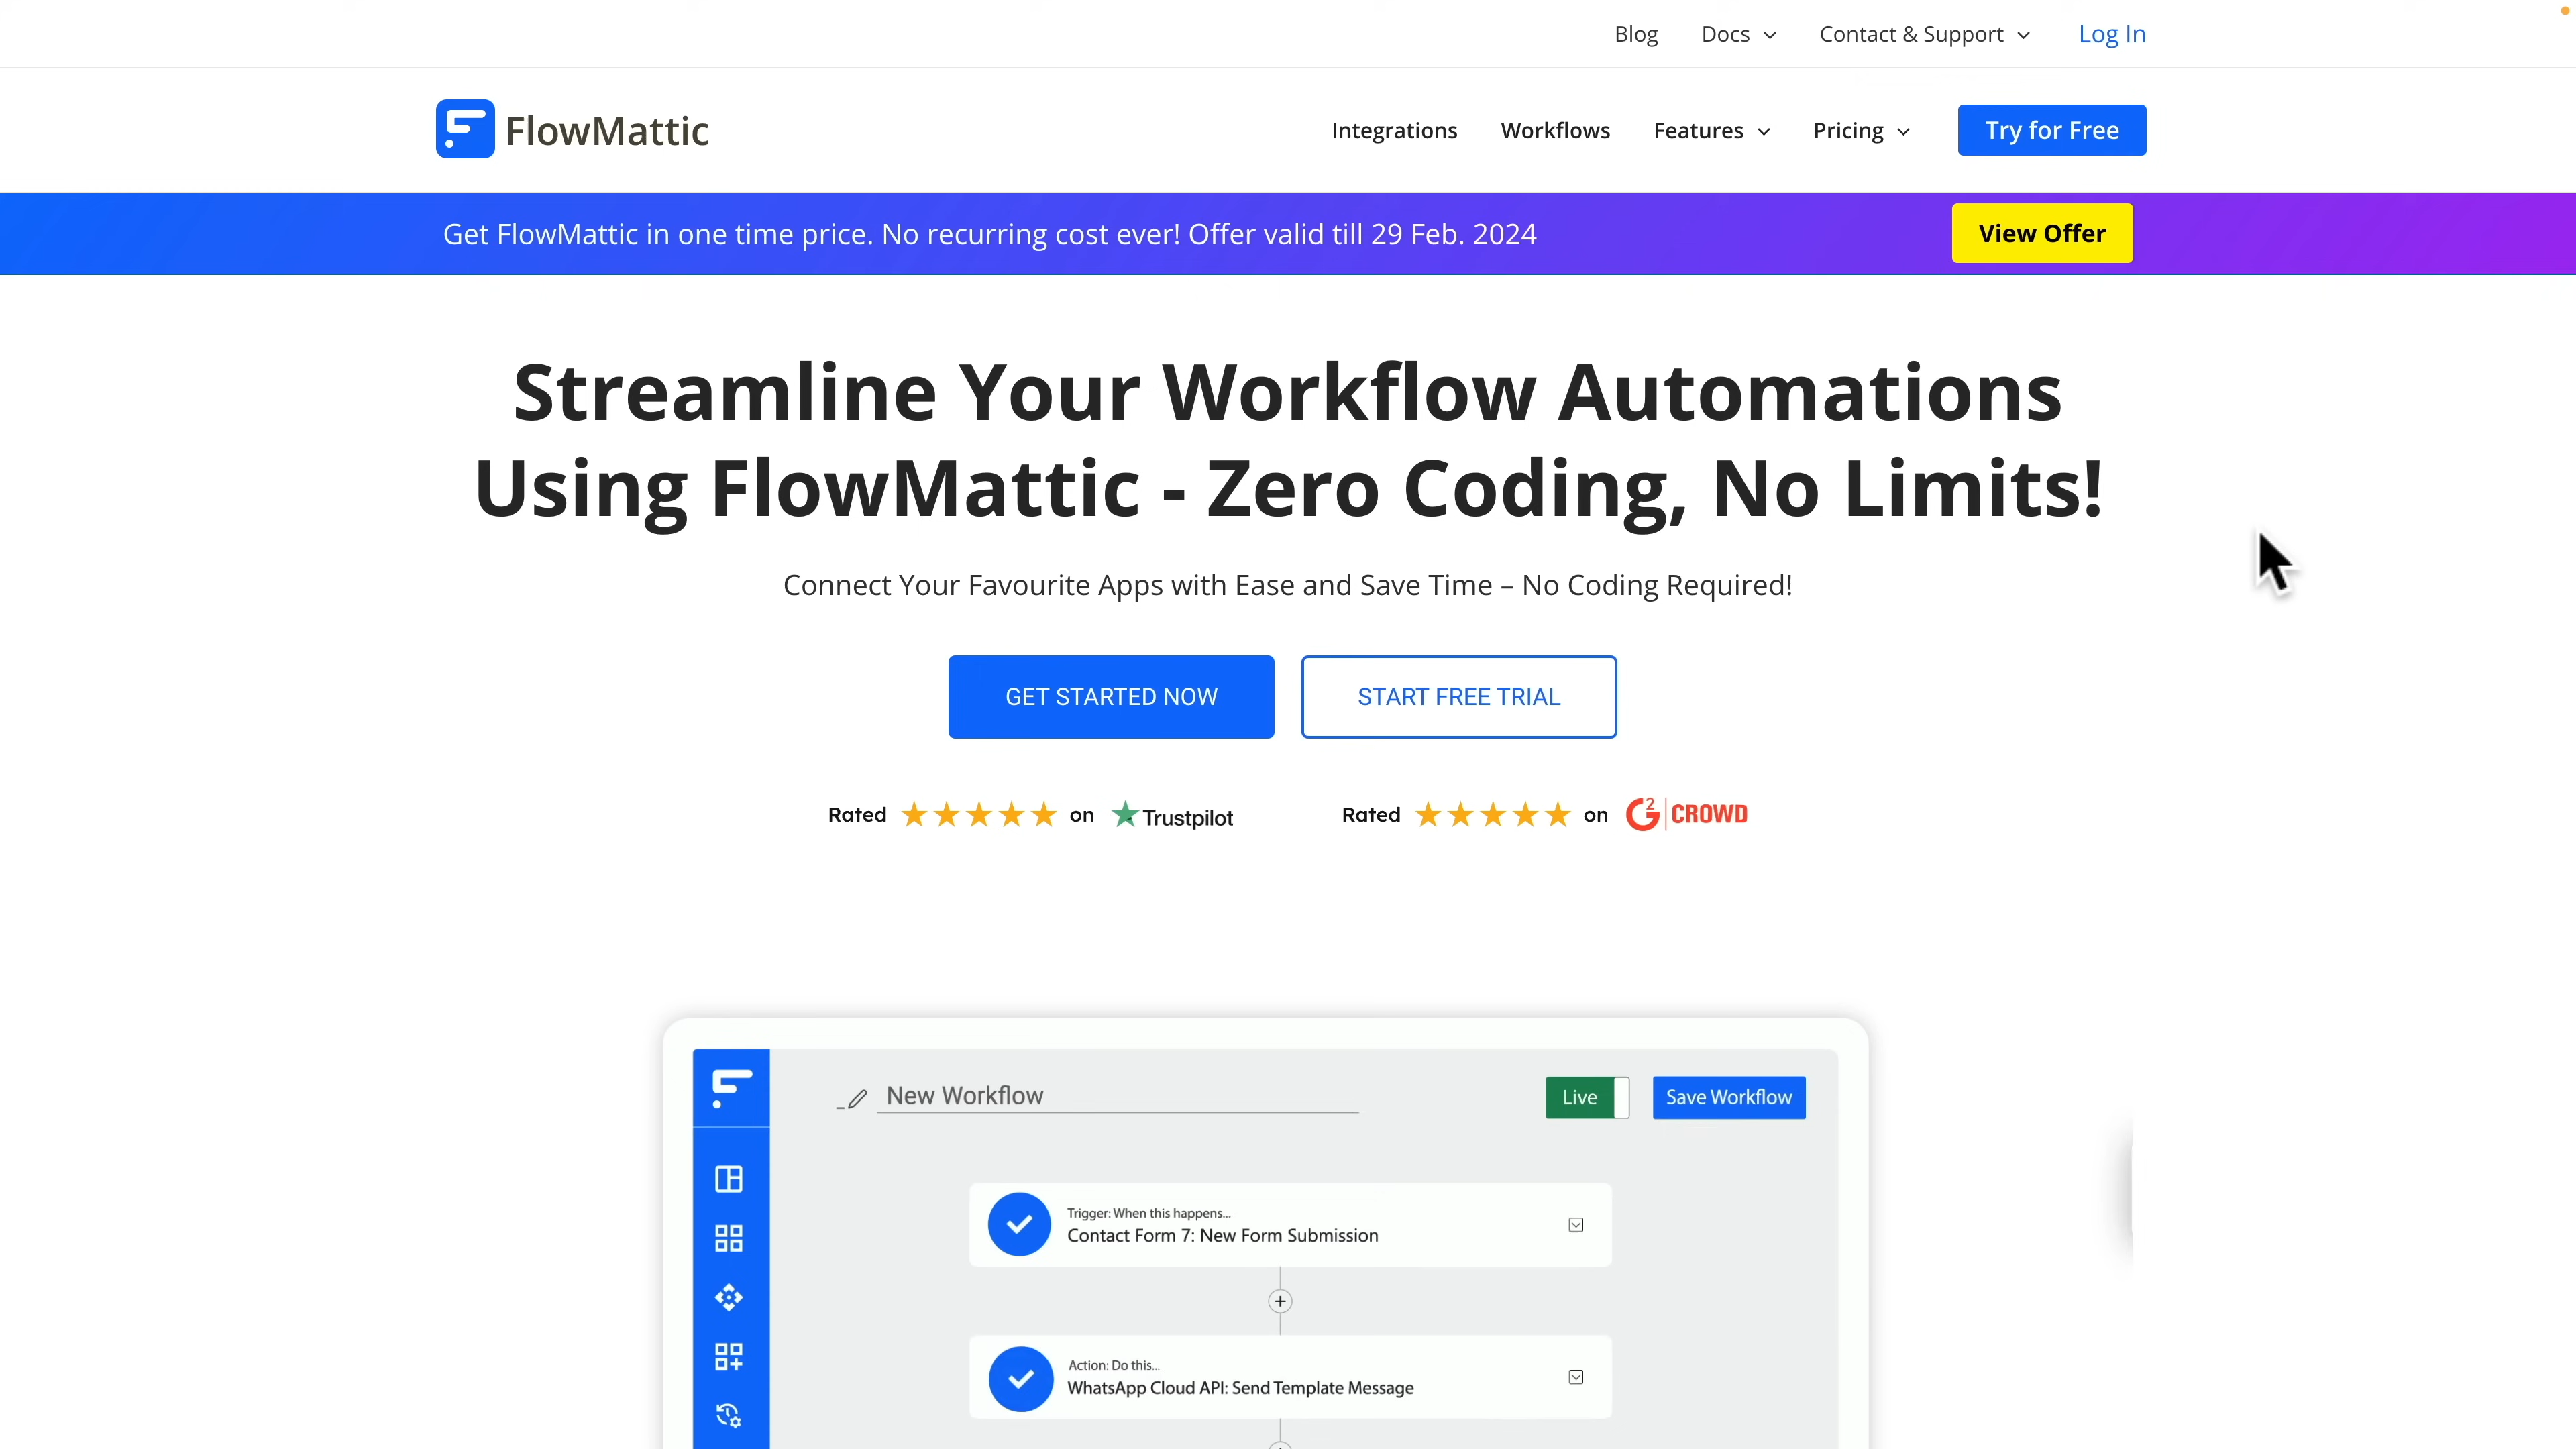 Blog Docs Contact & Support Log In
FlowMattic Integrations Workflows Features Pricing Try for Free
Get FlowMattic in one time price. No recurring cost ever! Offer valid till 29 Feb. 2024 View Offer
Streamline Your Workflow Automations
Using FlowMattic - Zero Coding, No Limits!
Connect Your Favourite Apps with Ease and Save Time – No Coding Required!
GET STARTED NOW START FREE TRIAL
Rated on Trustpilot Rated on G2 CROWD
New Workflow Live Save Workflow
Trigger: When this happens...
Contact Form 7: New Form Submission
Action: Do this...
WhatsApp Cloud API: Send Template Message